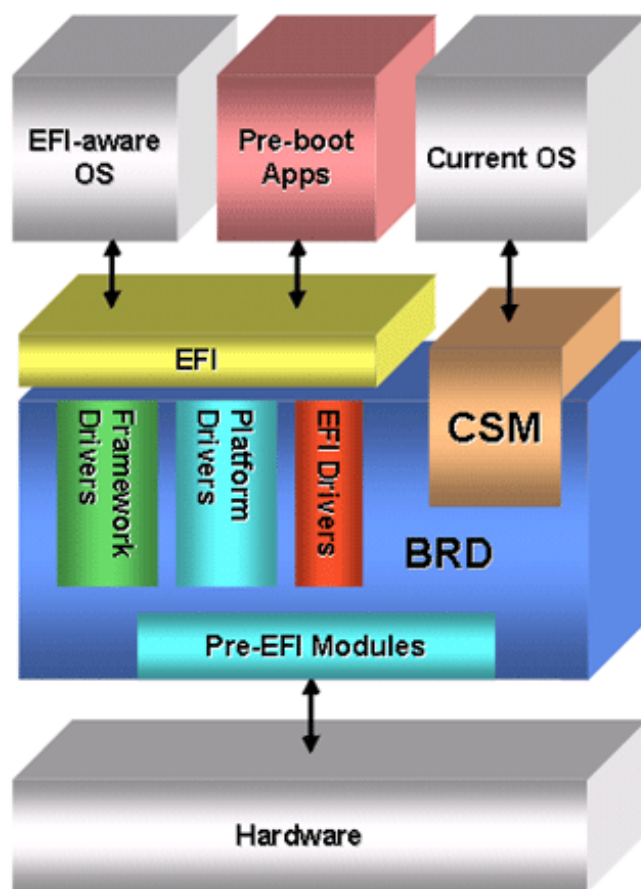 EFI-aware
OS
Pre-boot
Apps
Current OS
EFI
CSM
Framework
Drivers
Platform
Drivers
EFI Drivers
BRD
Pre-EFI Modules
Hardware